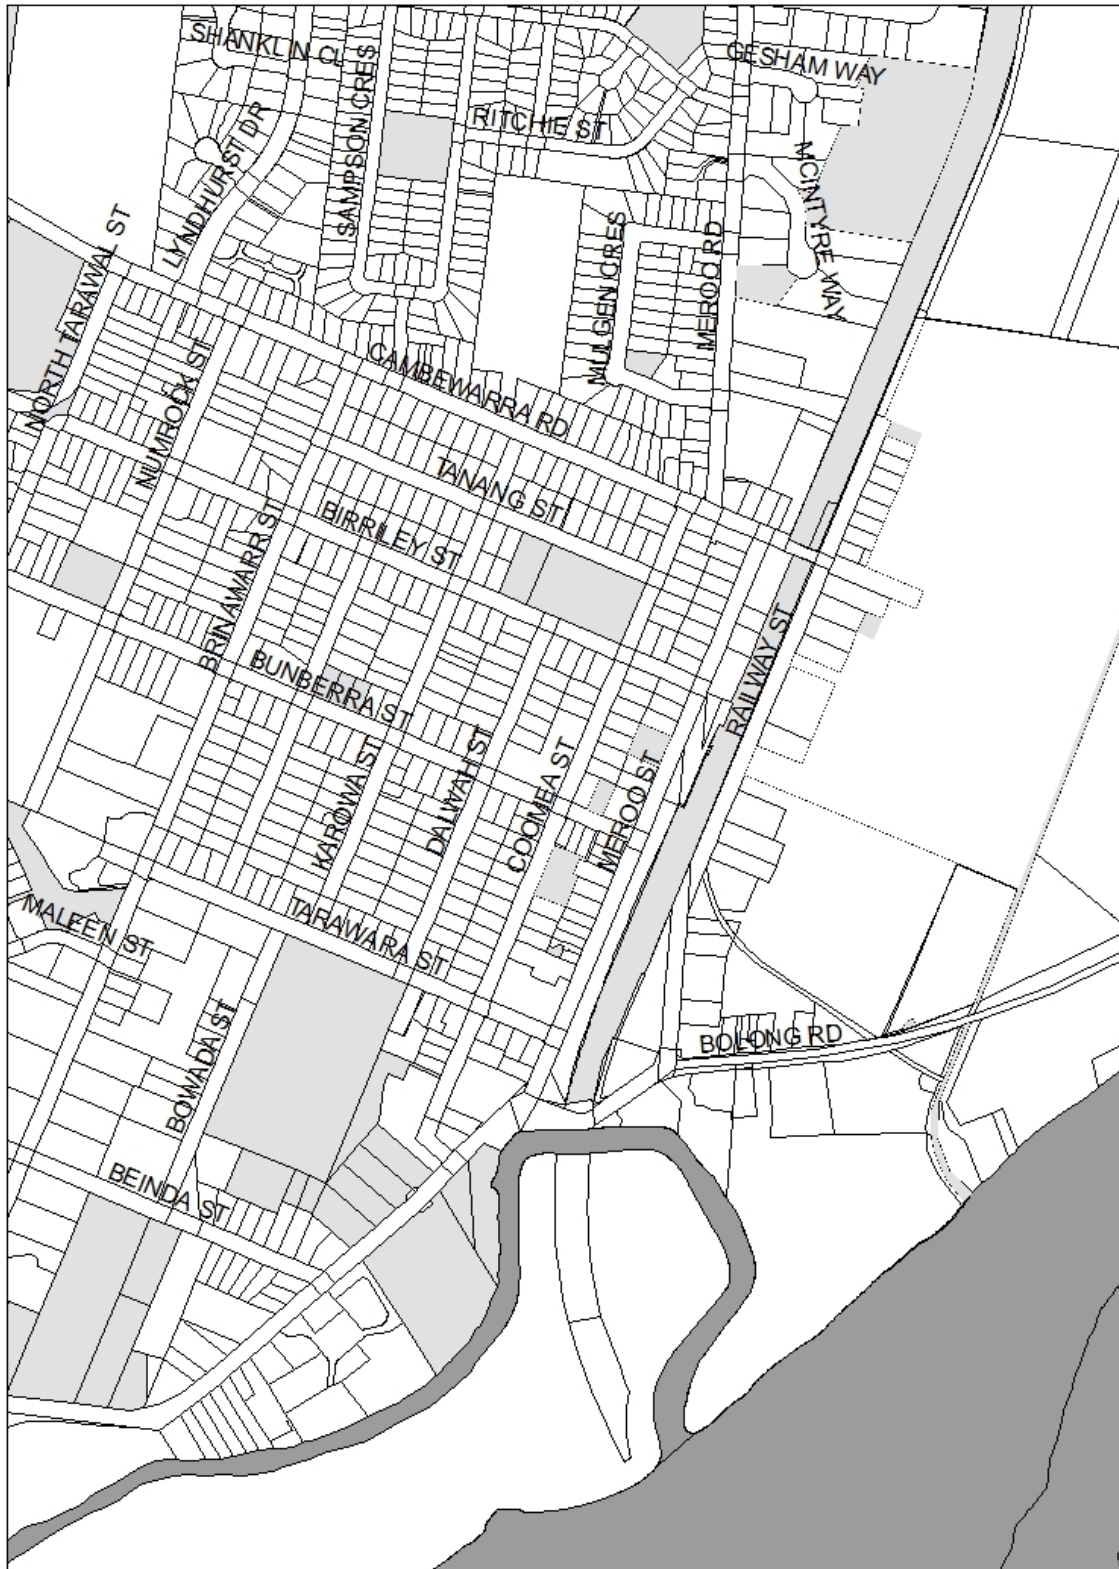 SHANKLIN CL
GESHAM WAY
SAMPSON CRES
RITCHIE ST
LYNDHURST DR
MCINTYRE WAY
NORTH TARAWAL ST
MULGEN CRES
MEROO RD
NUMROCK ST
CAMBEWARRA RD
TANANG ST
BIRRILEY ST
BRINAWARR ST
BUNBERRA ST
RAILWAY ST
KAROWA ST
DALWAH ST
COOMEA ST
MEROO ST
MALEEN ST
TARAWARA ST
BOWADA ST
BOLONG RD
BEINDA ST